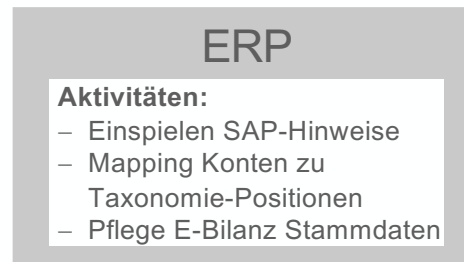 ERP
Aktivitäten:
– Einspielen SAP-Hinweise
– Mapping Konten zu
Taxonomie-Positionen
– Pflege E-Bilanz Stammdaten